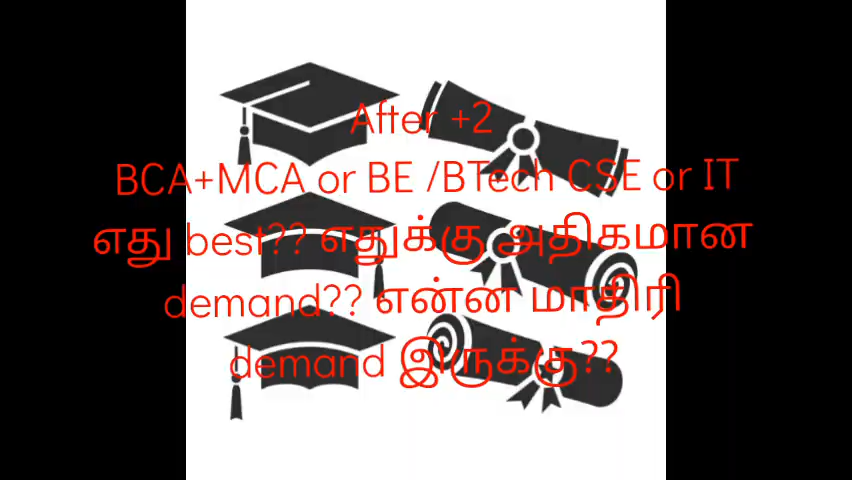 After +2
BCA+MCA or BE /BTech CSE or IT
எது best?? எதுக்கு அதிகமான
demand?? என்ன மாதிரி
demand இருக்கு??